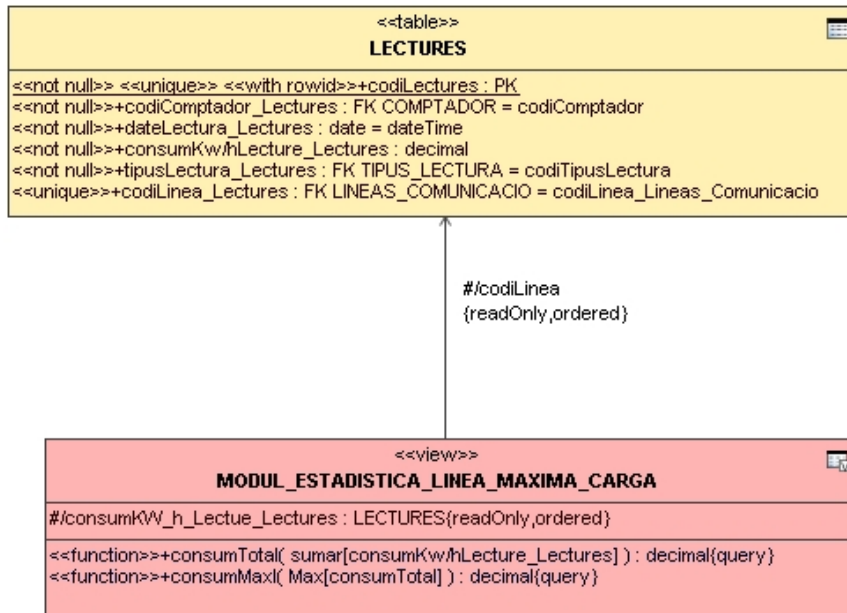 <<table>>
LECTURES
<<not null>> <<unique>> <<with rowid>>+codiLectures : PK
<<not null>>+codiComptador_Lectures : FK COMPTADOR = codiComptador
<<not null>>+dateLectura_Lectures : date = dateTime
<<not null>>+consumKw/hLecture_Lectures : decimal
<<not null>>+tipusLectura_Lectures : FK TIPUS_LECTURA = codiTipusLectura
<<unique>>+codiLinea_Lectures : FK LINEAS_COMUNICACIO = codiLinea_Lineas_Comunicacio
#/codiLinea
{readOnly,ordered}
<<view>>
MODUL_ESTADISTICA_LINEA_MAXIMA_CARGA
#/consumKW_h_Lectue_Lectures : LECTURES{readOnly,ordered}
<<function>>+consumTotal( sumar[consumKw/hLecture_Lectures] ) : decimal{query}
<<function>>+consumMaxl( Max[consumTotal] ) : decimal{query}